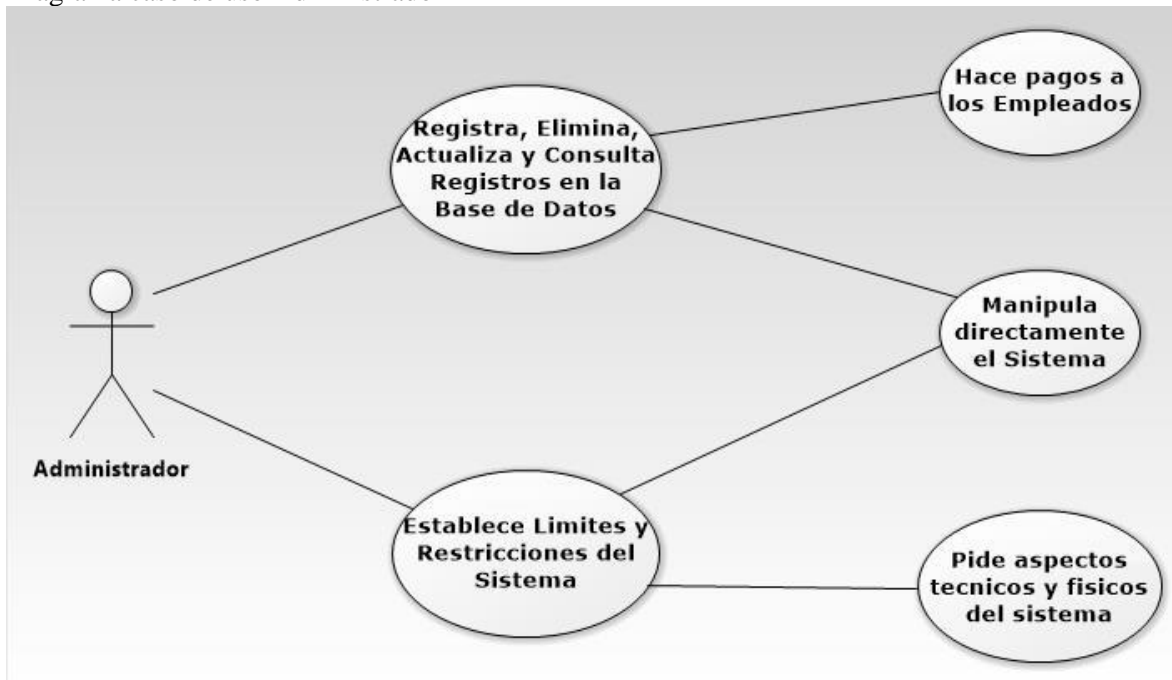 Hace pagos a
los Empleados
Registra, Elimina,
Actualiza y Consulta
Registros en la
Base de Datos
Manipula
directamente
el Sistema
Administrador
Establece Limites y
Restricciones del
Sistema
Pide aspectos
tecnicos y fisicos
del sistema